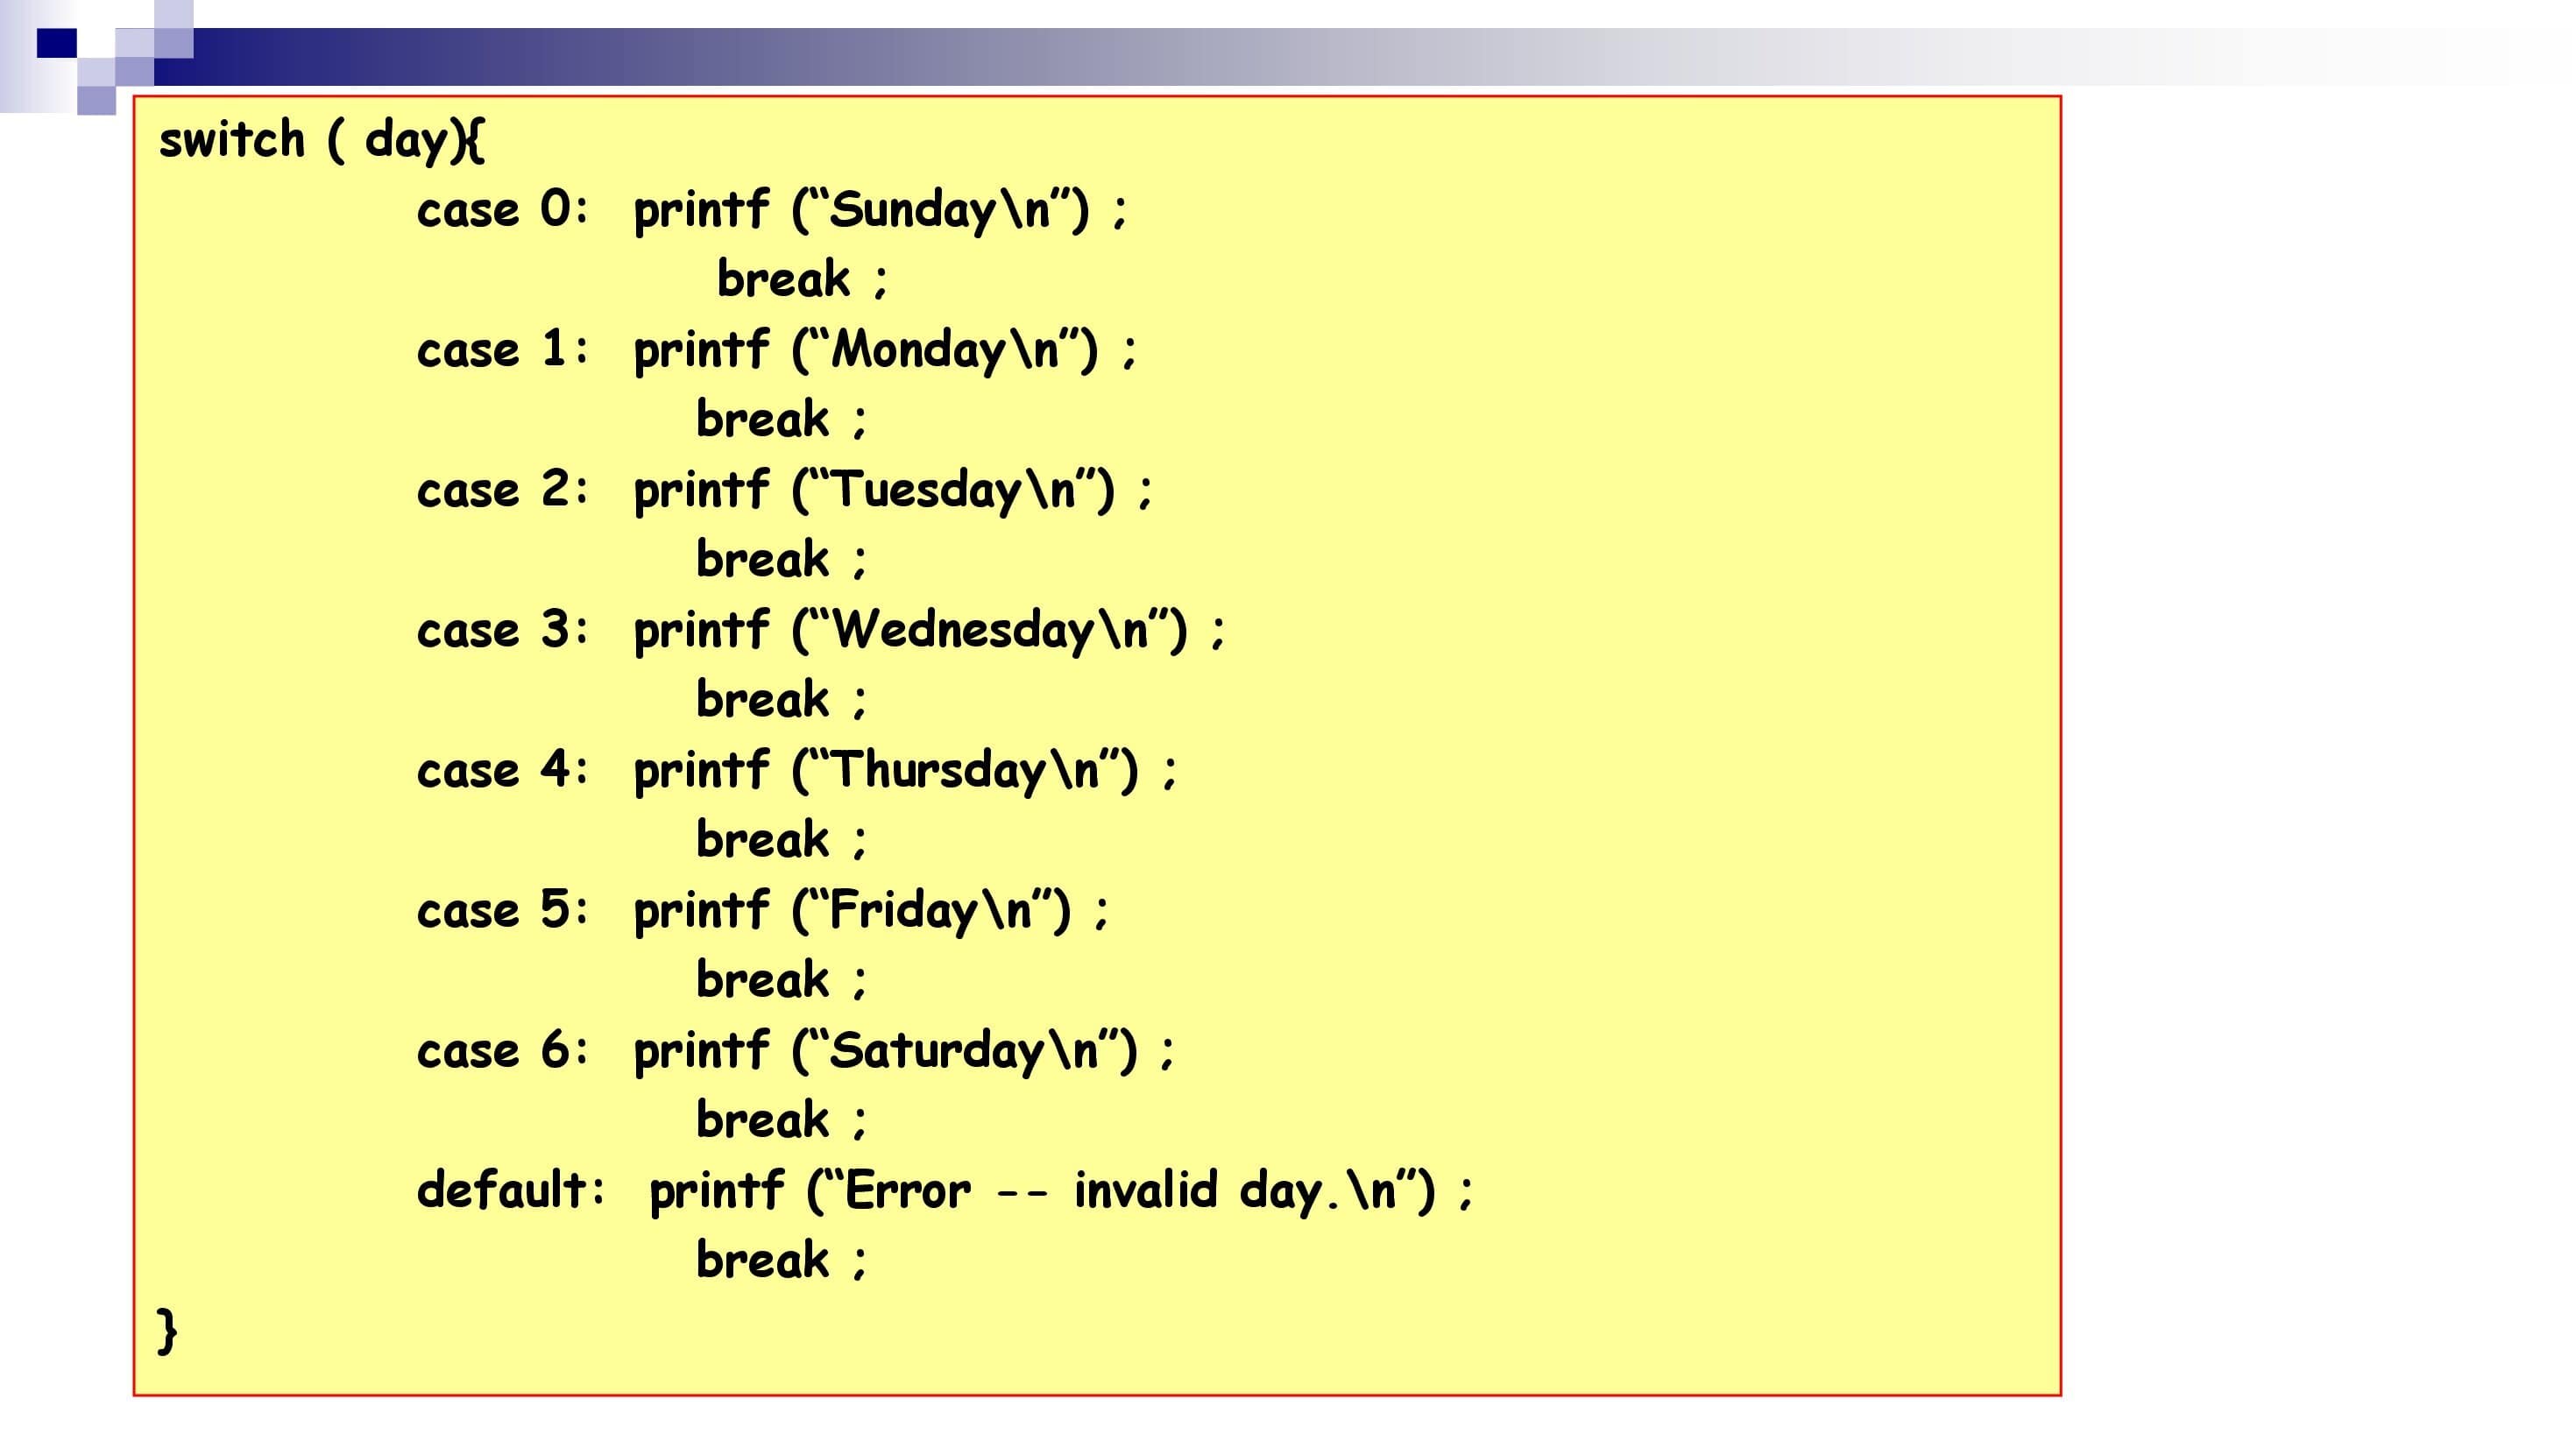 switch ( day){
case 0: printf (“Sunday\n”) ;
break ;
case 1: printf (“Monday\n”) ;
break ;
case 2: printf (“Tuesday\n”) ;
break ;
case 3: printf (“Wednesday\n”) ;
break ;
case 4: printf (“Thursday\n”) ;
break ;
case 5: printf (“Friday\n”) ;
break ;
case 6: printf (“Saturday\n”) ;
break ;
default: printf (“Error -- invalid day.\n”) ;
break ;
}